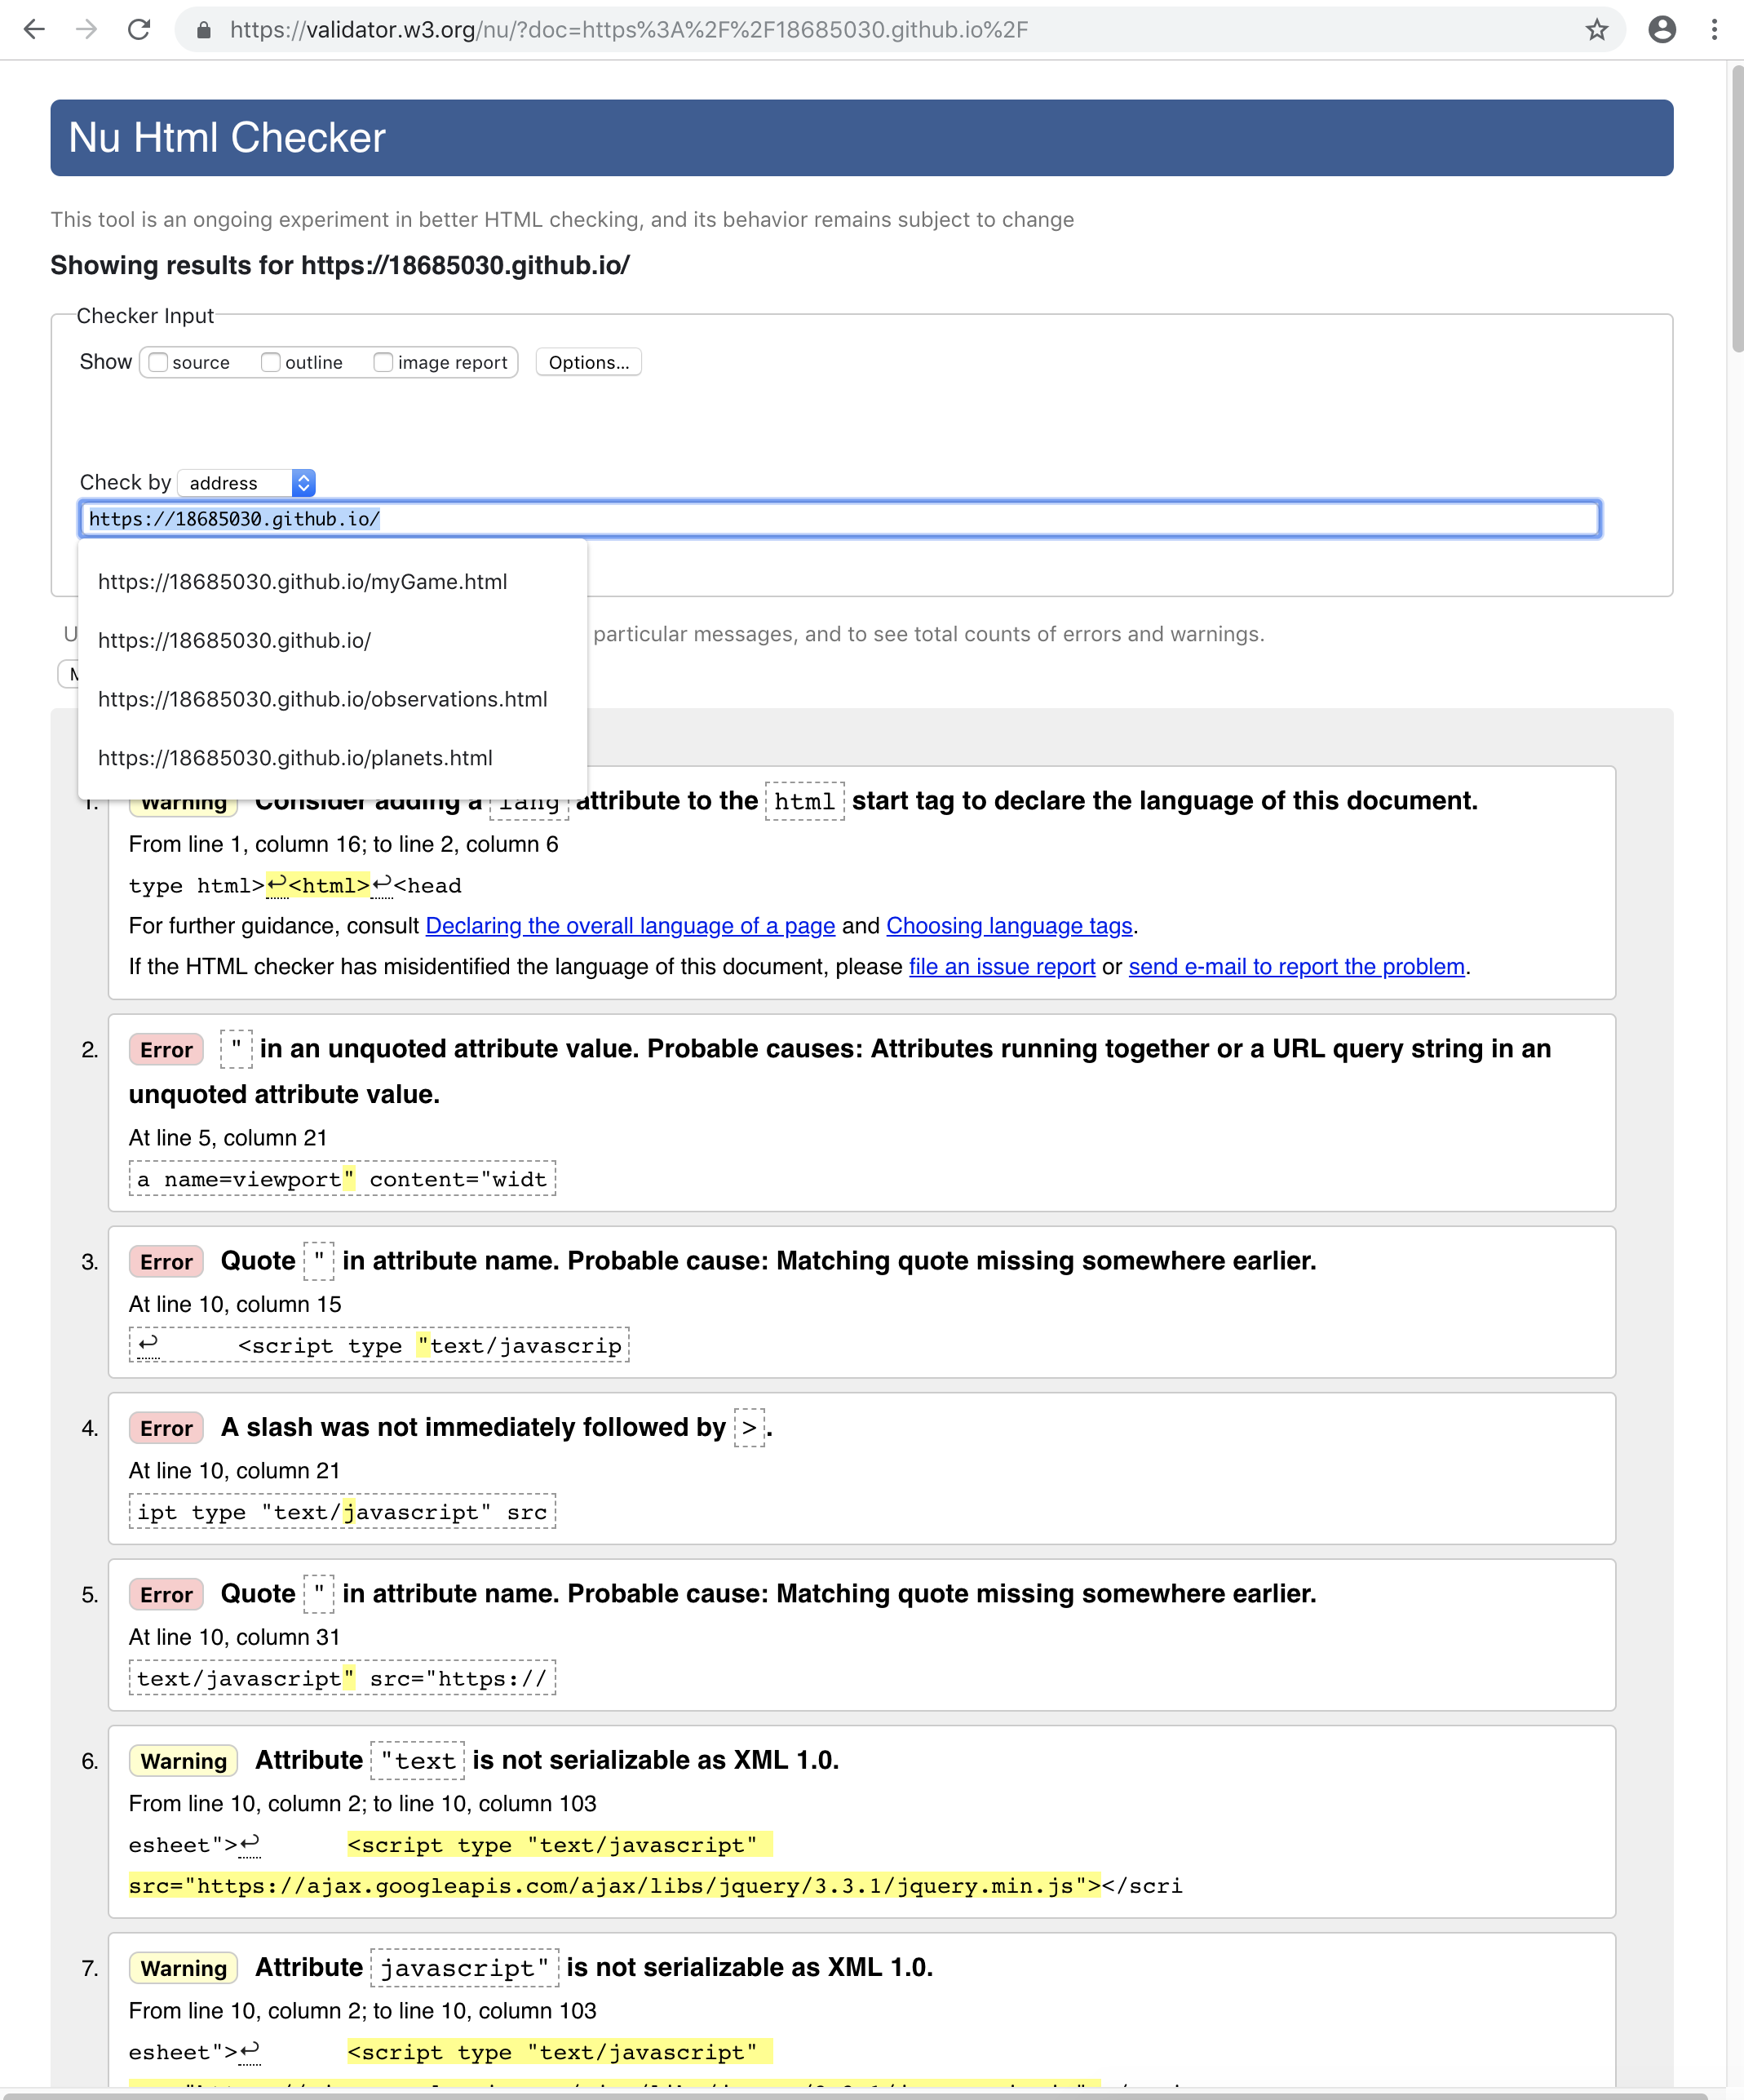 https://validator.w3.org/nu/?doc=https%3A%2F%2F18685030.github.io%2F
Nu Html Checker
This tool is an ongoing experiment in better HTML checking, and its behavior remains subject to change
Showing results for https://18685030.github.io/
Checker Input
Show source outline image report Options...
Check by address
https://18685030.github.io/
https://18685030.github.io/myGame.html
https://18685030.github.io/
https://18685030.github.io/observations.html
https://18685030.github.io/planets.html
particular messages, and to see total counts of errors and warnings.
1. Warning Consider adding a lang attribute to the html start tag to declare the language of this document.
From line 1, column 16; to line 2, column 6
type html>↩<html>↩<head
For further guidance, consult Declaring the overall language of a page and Choosing language tags.
If the HTML checker has misidentified the language of this document, please file an issue report or send e-mail to report the problem.
2. Error " in an unquoted attribute value. Probable causes: Attributes running together or a URL query string in an
unquoted attribute value.
At line 5, column 21
a name=viewport" content="widt
3. Error Quote " in attribute name. Probable cause: Matching quote missing somewhere earlier.
At line 10, column 15
↩ <script type "text/javascrip
4. Error A slash was not immediately followed by >.
At line 10, column 21
ipt type "text/javascript" src
5. Error Quote " in attribute name. Probable cause: Matching quote missing somewhere earlier.
At line 10, column 31
text/javascript" src="https://
6. Warning Attribute "text is not serializable as XML 1.0.
From line 10, column 2; to line 10, column 103
esheet">↩ <script type "text/javascript"
src="https://ajax.googleapis.com/ajax/libs/jquery/3.3.1/jquery.min.js"></scri
7. Warning Attribute javascript" is not serializable as XML 1.0.
From line 10, column 2; to line 10, column 103
esheet">↩ <script type "text/javascript"